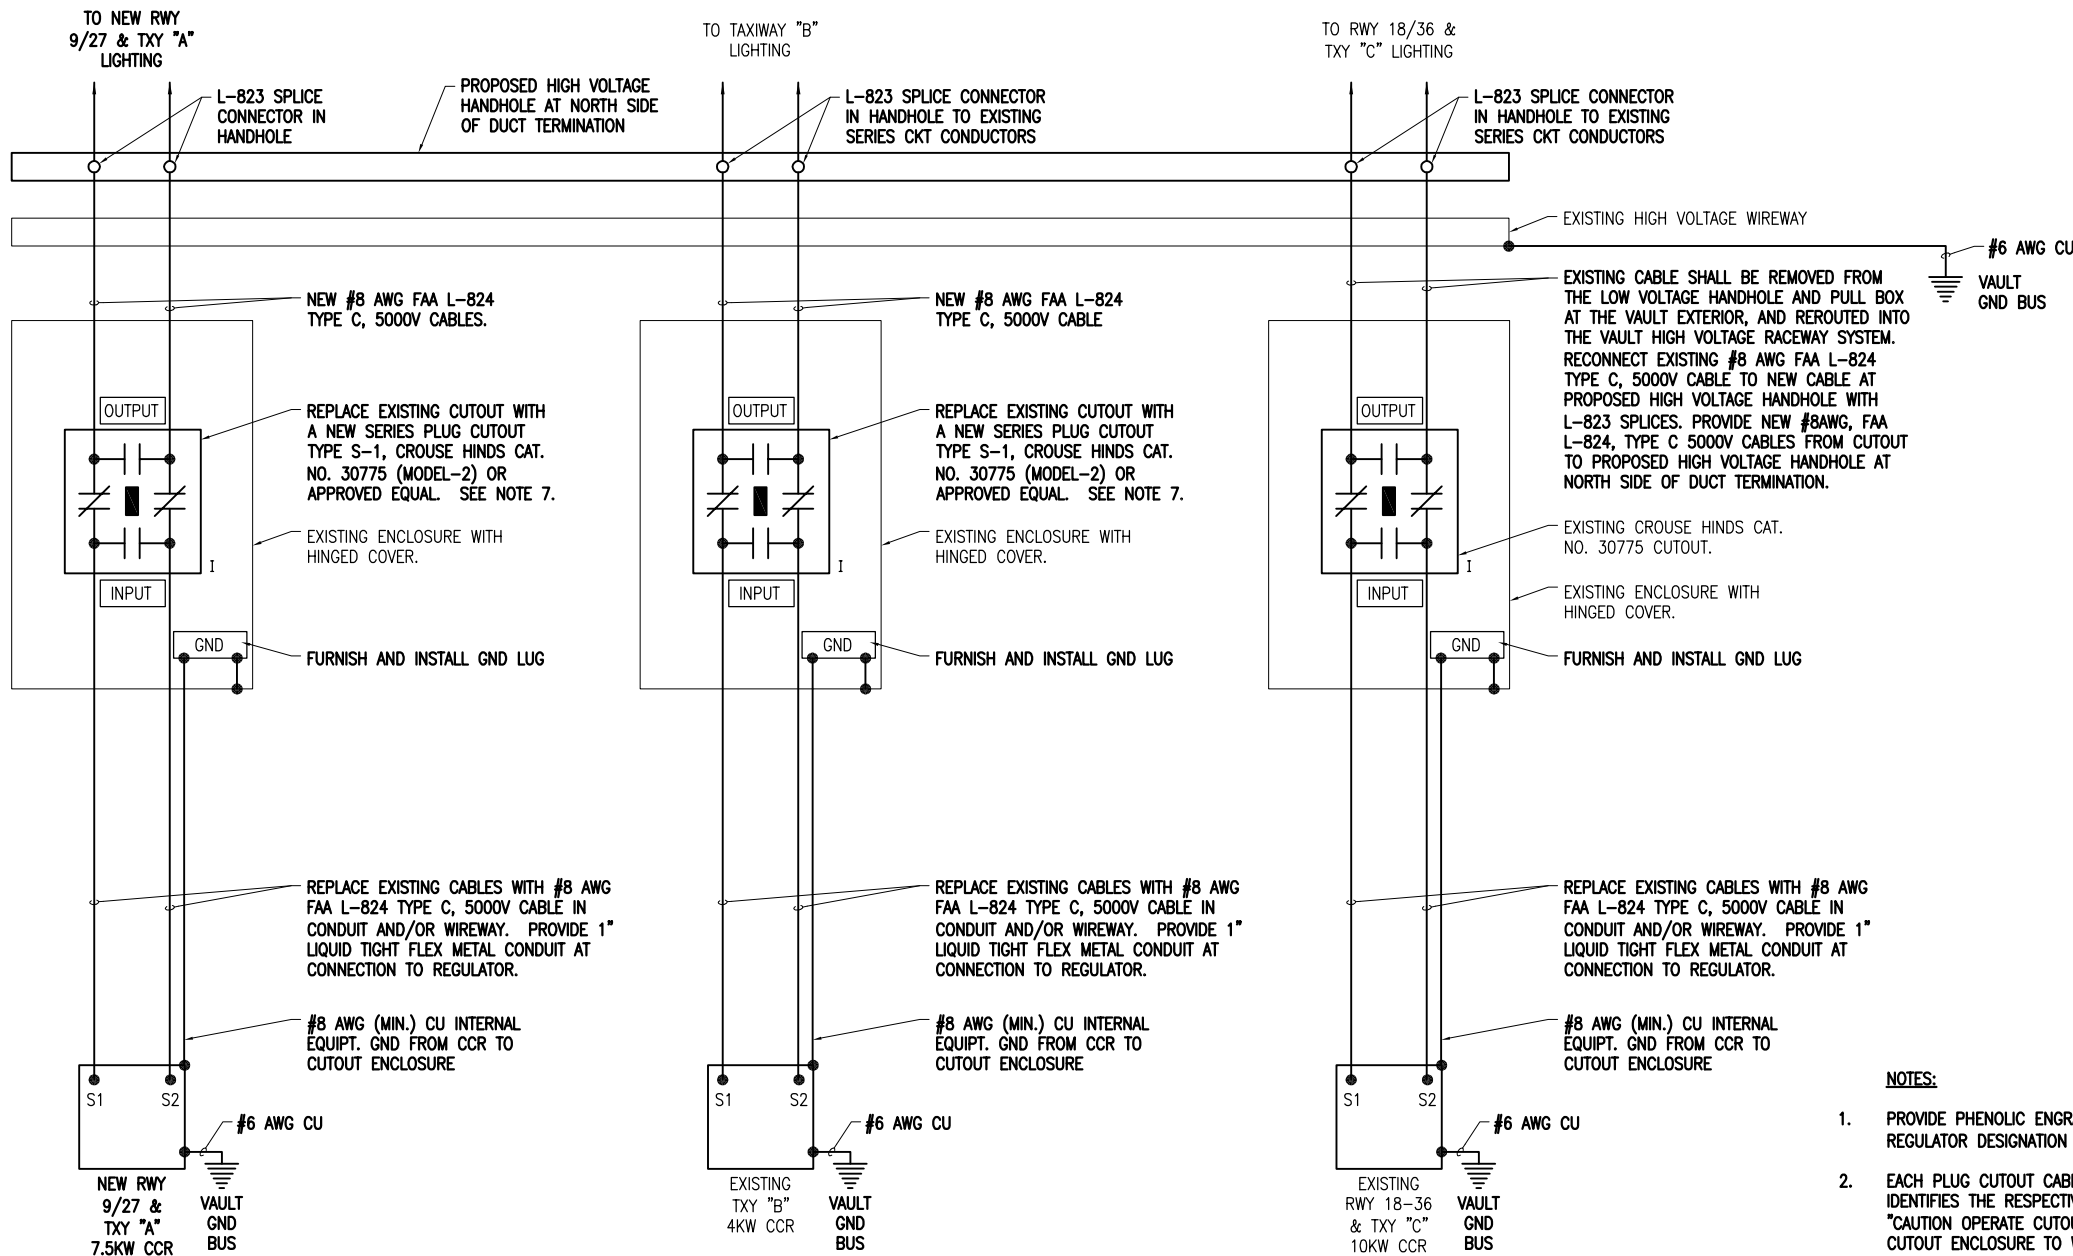 TO NEW RWY
9/27 & TXY "A"
LIGHTING
TO TAXIWAY "B"
LIGHTING
TO RWY 18/36 &
TXY "C" LIGHTING
L-823 SPLICE
CONNECTOR IN
HANDHOLE
PROPOSED HIGH VOLTAGE
HANDHOLE AT NORTH SIDE
OF DUCT TERMINATION
L-823 SPLICE CONNECTOR
IN HANDHOLE TO EXISTING
SERIES CKT CONDUCTORS
L-823 SPLICE CONNECTOR
IN HANDHOLE TO EXISTING
SERIES CKT CONDUCTORS
EXISTING HIGH VOLTAGE WIREWAY
#6 AWG CU
VAULT
GND BUS
NEW #8 AWG FAA L-824
TYPE C, 5000V CABLES.
NEW #8 AWG FAA L-824
TYPE C, 5000V CABLE
EXISTING CABLE SHALL BE REMOVED FROM
THE LOW VOLTAGE HANDHOLE AND PULL BOX
AT THE VAULT EXTERIOR, AND REROUTED INTO
THE VAULT HIGH VOLTAGE RACEWAY SYSTEM.
RECONNECT EXISTING #8 AWG FAA L-824
TYPE C, 5000V CABLE TO NEW CABLE AT
PROPOSED HIGH VOLTAGE HANDHOLE WITH
L-823 SPLICES. PROVIDE NEW #8AWG, FAA
L-824, TYPE C 5000V CABLES FROM CUTOUT
TO PROPOSED HIGH VOLTAGE HANDHOLE AT
NORTH SIDE OF DUCT TERMINATION.
OUTPUT
REPLACE EXISTING CUTOUT WITH
A NEW SERIES PLUG CUTOUT
TYPE S-1, CROUSE HINDS CAT.
NO. 30775 (MODEL-2) OR
APPROVED EQUAL. SEE NOTE 7.
EXISTING ENCLOSURE WITH
HINGED COVER.
I
INPUT
GND
FURNISH AND INSTALL GND LUG
OUTPUT
REPLACE EXISTING CUTOUT WITH
A NEW SERIES PLUG CUTOUT
TYPE S-1, CROUSE HINDS CAT.
NO. 30775 (MODEL-2) OR
APPROVED EQUAL. SEE NOTE 7.
EXISTING ENCLOSURE WITH
HINGED COVER.
I
INPUT
GND
FURNISH AND INSTALL GND LUG
OUTPUT
EXISTING CROUSE HINDS CAT.
NO. 30775 CUTOUT.
I
INPUT
EXISTING ENCLOSURE WITH
HINGED COVER.
GND
FURNISH AND INSTALL GND LUG
REPLACE EXISTING CABLES WITH #8 AWG
FAA L-824 TYPE C, 5000V CABLE IN
CONDUIT AND/OR WIREWAY. PROVIDE 1"
LIQUID TIGHT FLEX METAL CONDUIT AT
CONNECTION TO REGULATOR.
REPLACE EXISTING CABLES WITH #8 AWG
FAA L-824 TYPE C, 5000V CABLE IN
CONDUIT AND/OR WIREWAY. PROVIDE 1"
LIQUID TIGHT FLEX METAL CONDUIT AT
CONNECTION TO REGULATOR.
REPLACE EXISTING CABLES WITH #8 AWG
FAA L-824 TYPE C, 5000V CABLE IN
CONDUIT AND/OR WIREWAY. PROVIDE 1"
LIQUID TIGHT FLEX METAL CONDUIT AT
CONNECTION TO REGULATOR.
#8 AWG (MIN.) CU INTERNAL
EQUIPT. GND FROM CCR TO
CUTOUT ENCLOSURE
#8 AWG (MIN.) CU INTERNAL
EQUIPT. GND FROM CCR TO
CUTOUT ENCLOSURE
#8 AWG (MIN.) CU INTERNAL
EQUIPT. GND FROM CCR TO
CUTOUT ENCLOSURE
S1 S2
#6 AWG CU
NEW RWY
9/27 &
TXY "A"
7.5KW CCR
VAULT
GND
BUS
S1 S2
#6 AWG CU
EXISTING
TXY "B"
4KW CCR
VAULT
GND
BUS
S1 S2
#6 AWG CU
EXISTING
RWY 18-36
& TXY "C"
10KW CCR
VAULT
GND
BUS
NOTES:
1. PROVIDE PHENOLIC
REGULATOR DESIGNATION
2. EACH PLUG CUTOUT
IDENTIFIES THE
"CAUTION OPERATE
CUTOUT ENCLOSURE TO